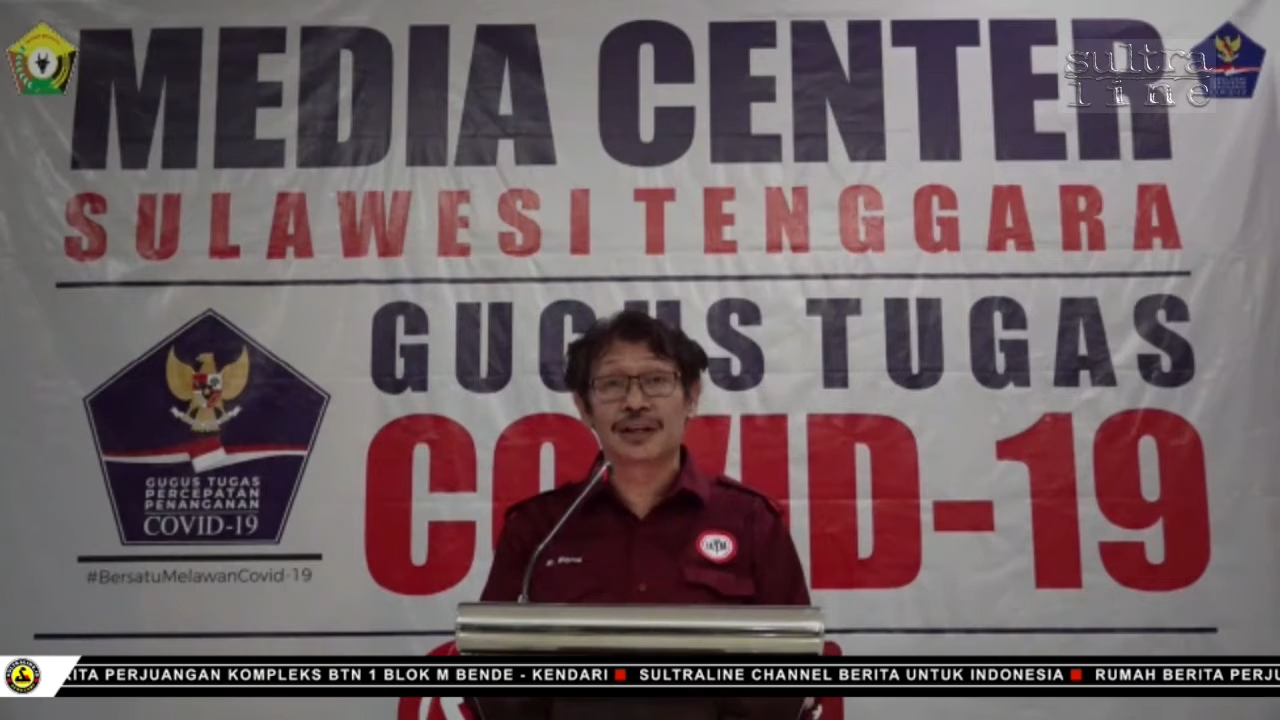 MEDIA CENTER
sultra
line
SULAWESI TENGGARA
GUGUS TUGAS
COVID-19
GUGUS TUGAS
PERCEPATAN
PENANGANAN
COVID-19
#BersatuMelawanCovid-19
ITA PERJUANGAN KOMPLEKS BTN 1 BLOK M BENDE - KENDARI ■ SULTRALINE CHANNEL BERITA UNTUK INDONESIA ■ RUMAH BERITA PERJU